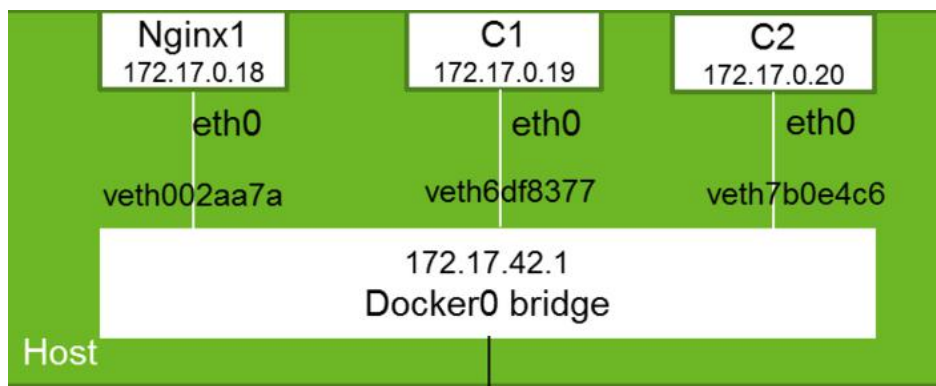 Nginx1
172.17.0.18
C1
172.17.0.19
C2
172.17.0.20
eth0
eth0
eth0
veth002aa7a
veth6df8377
veth7b0e4c6
172.17.42.1
Docker0 bridge
Host